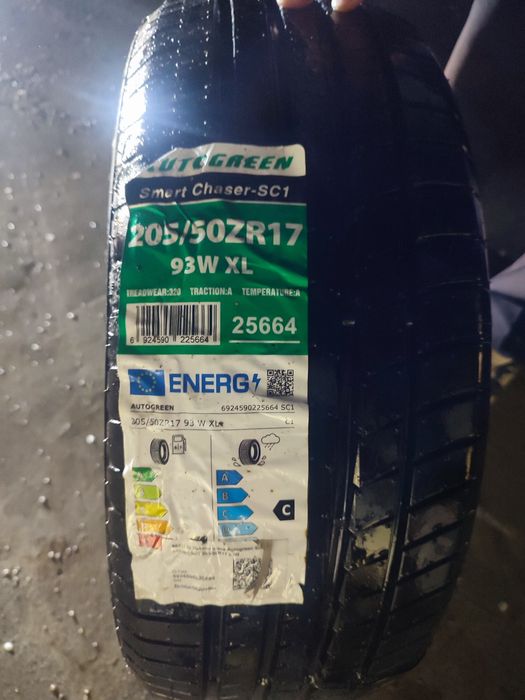 AUTOGREEN
Smart Chaser-SC1
205/50ZR17
93W XL
TREADWEAR:320 TRACTION:A TEMPERATURE:A
6 924590 225664
25664
ENERG
AUTOGREEN 6924590225664 SC1
205/50ZR17 93 W XL C1
A
B
C
C